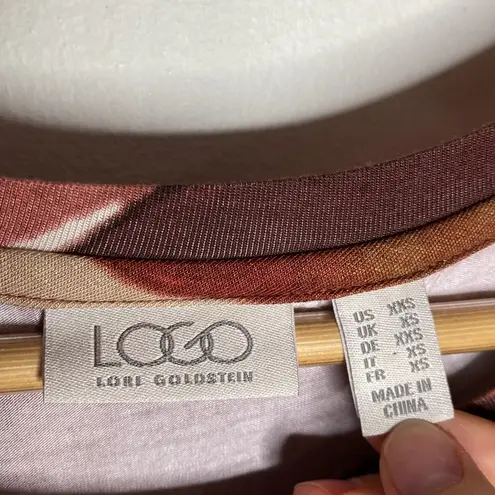 LOGO
LORI GOLDSTEIN
US XXS
UK XS
DE XXS
IT XS
FR XS
MADE IN
CHINA